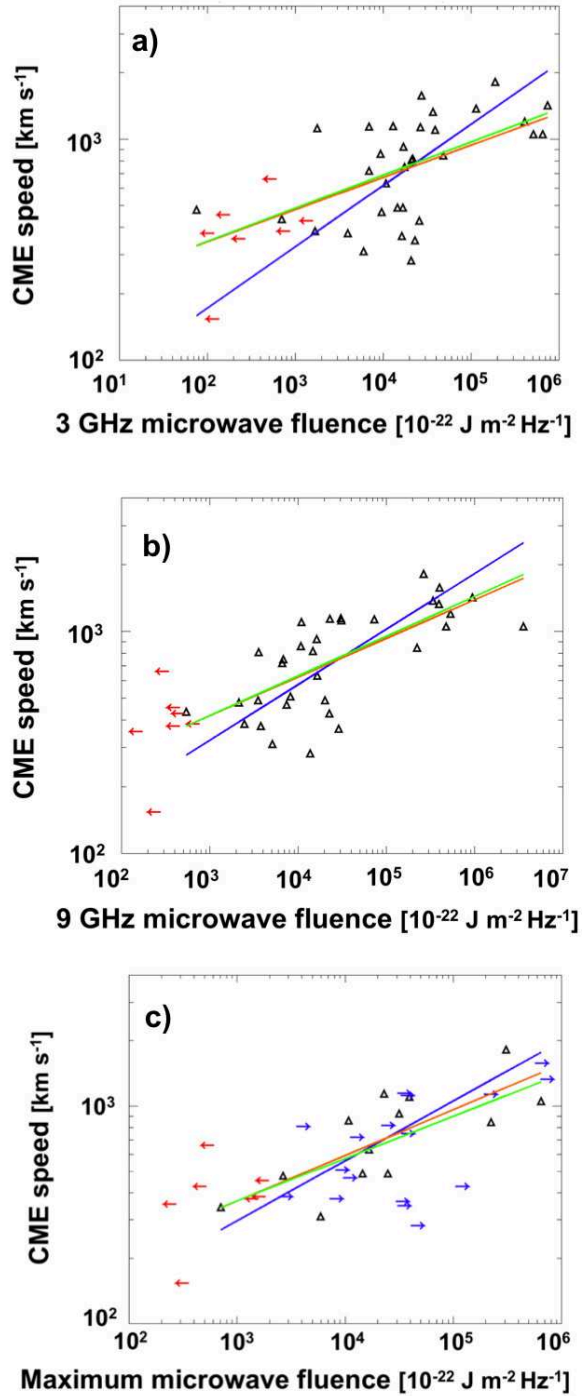 a)
10³
10²
CME speed [km s⁻¹]
10¹ 10² 10³ 10⁴ 10⁵ 10⁶
3 GHz microwave fluence [10⁻²² J m⁻² Hz⁻¹]
b)
10³
10²
CME speed [km s⁻¹]
10² 10³ 10⁴ 10⁵ 10⁶ 10⁷
9 GHz microwave fluence [10⁻²² J m⁻² Hz⁻¹]
c)
10³
10²
CME speed [km s⁻¹]
10² 10³ 10⁴ 10⁵ 10⁶
Maximum microwave fluence [10⁻²² J m⁻² Hz⁻¹]